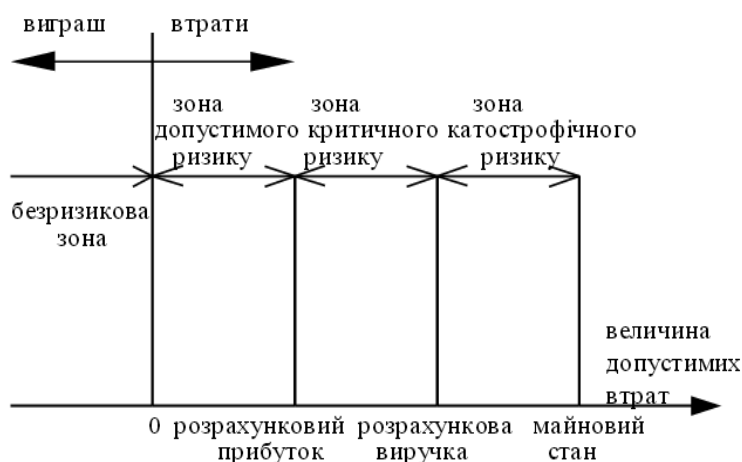 виграш
втрати
зона
допустимого
ризику
зона
критичного
ризику
зона
катострофічного
ризику
безризикова
зона
величина
допустимих
втрат
0
розрахунковий
прибуток
розрахункова
виручка
майновий
стан